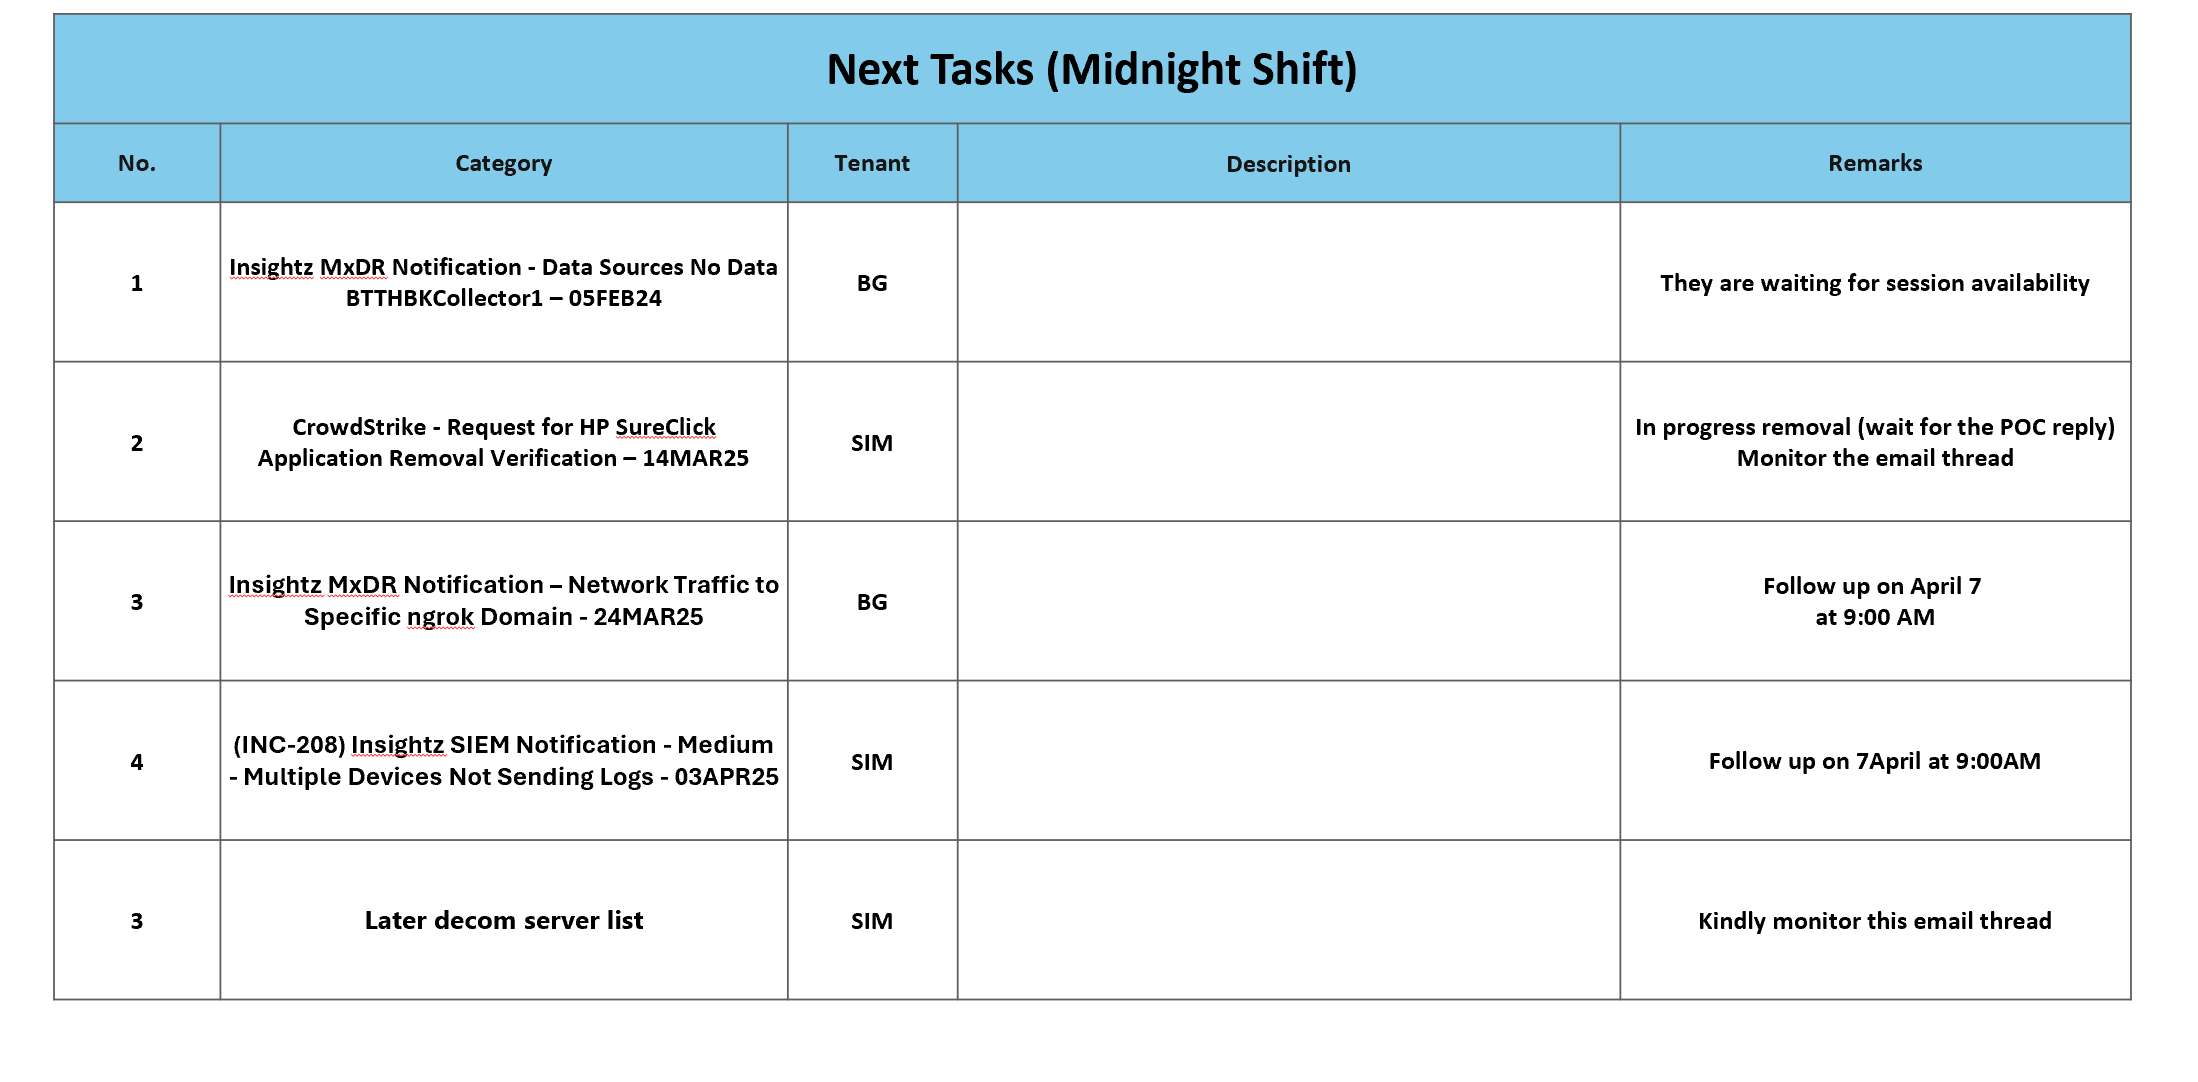 Next Tasks (Midnight Shift)
No. Category Tenant Description Remarks
1 Insightz MxDR Notification - Data Sources No Data
BTTHBKCollector1 – 05FEB24 BG They are waiting for session availability
2 CrowdStrike - Request for HP SureClick
Application Removal Verification – 14MAR25 SIM In progress removal (wait for the POC reply)
Monitor the email thread
3 Insightz MxDR Notification – Network Traffic to
Specific ngrok Domain - 24MAR25 BG Follow up on April 7
at 9:00 AM
4 (INC-208) Insightz SIEM Notification - Medium
- Multiple Devices Not Sending Logs - 03APR25 SIM Follow up on 7April at 9:00AM
3 Later decom server list SIM Kindly monitor this email thread